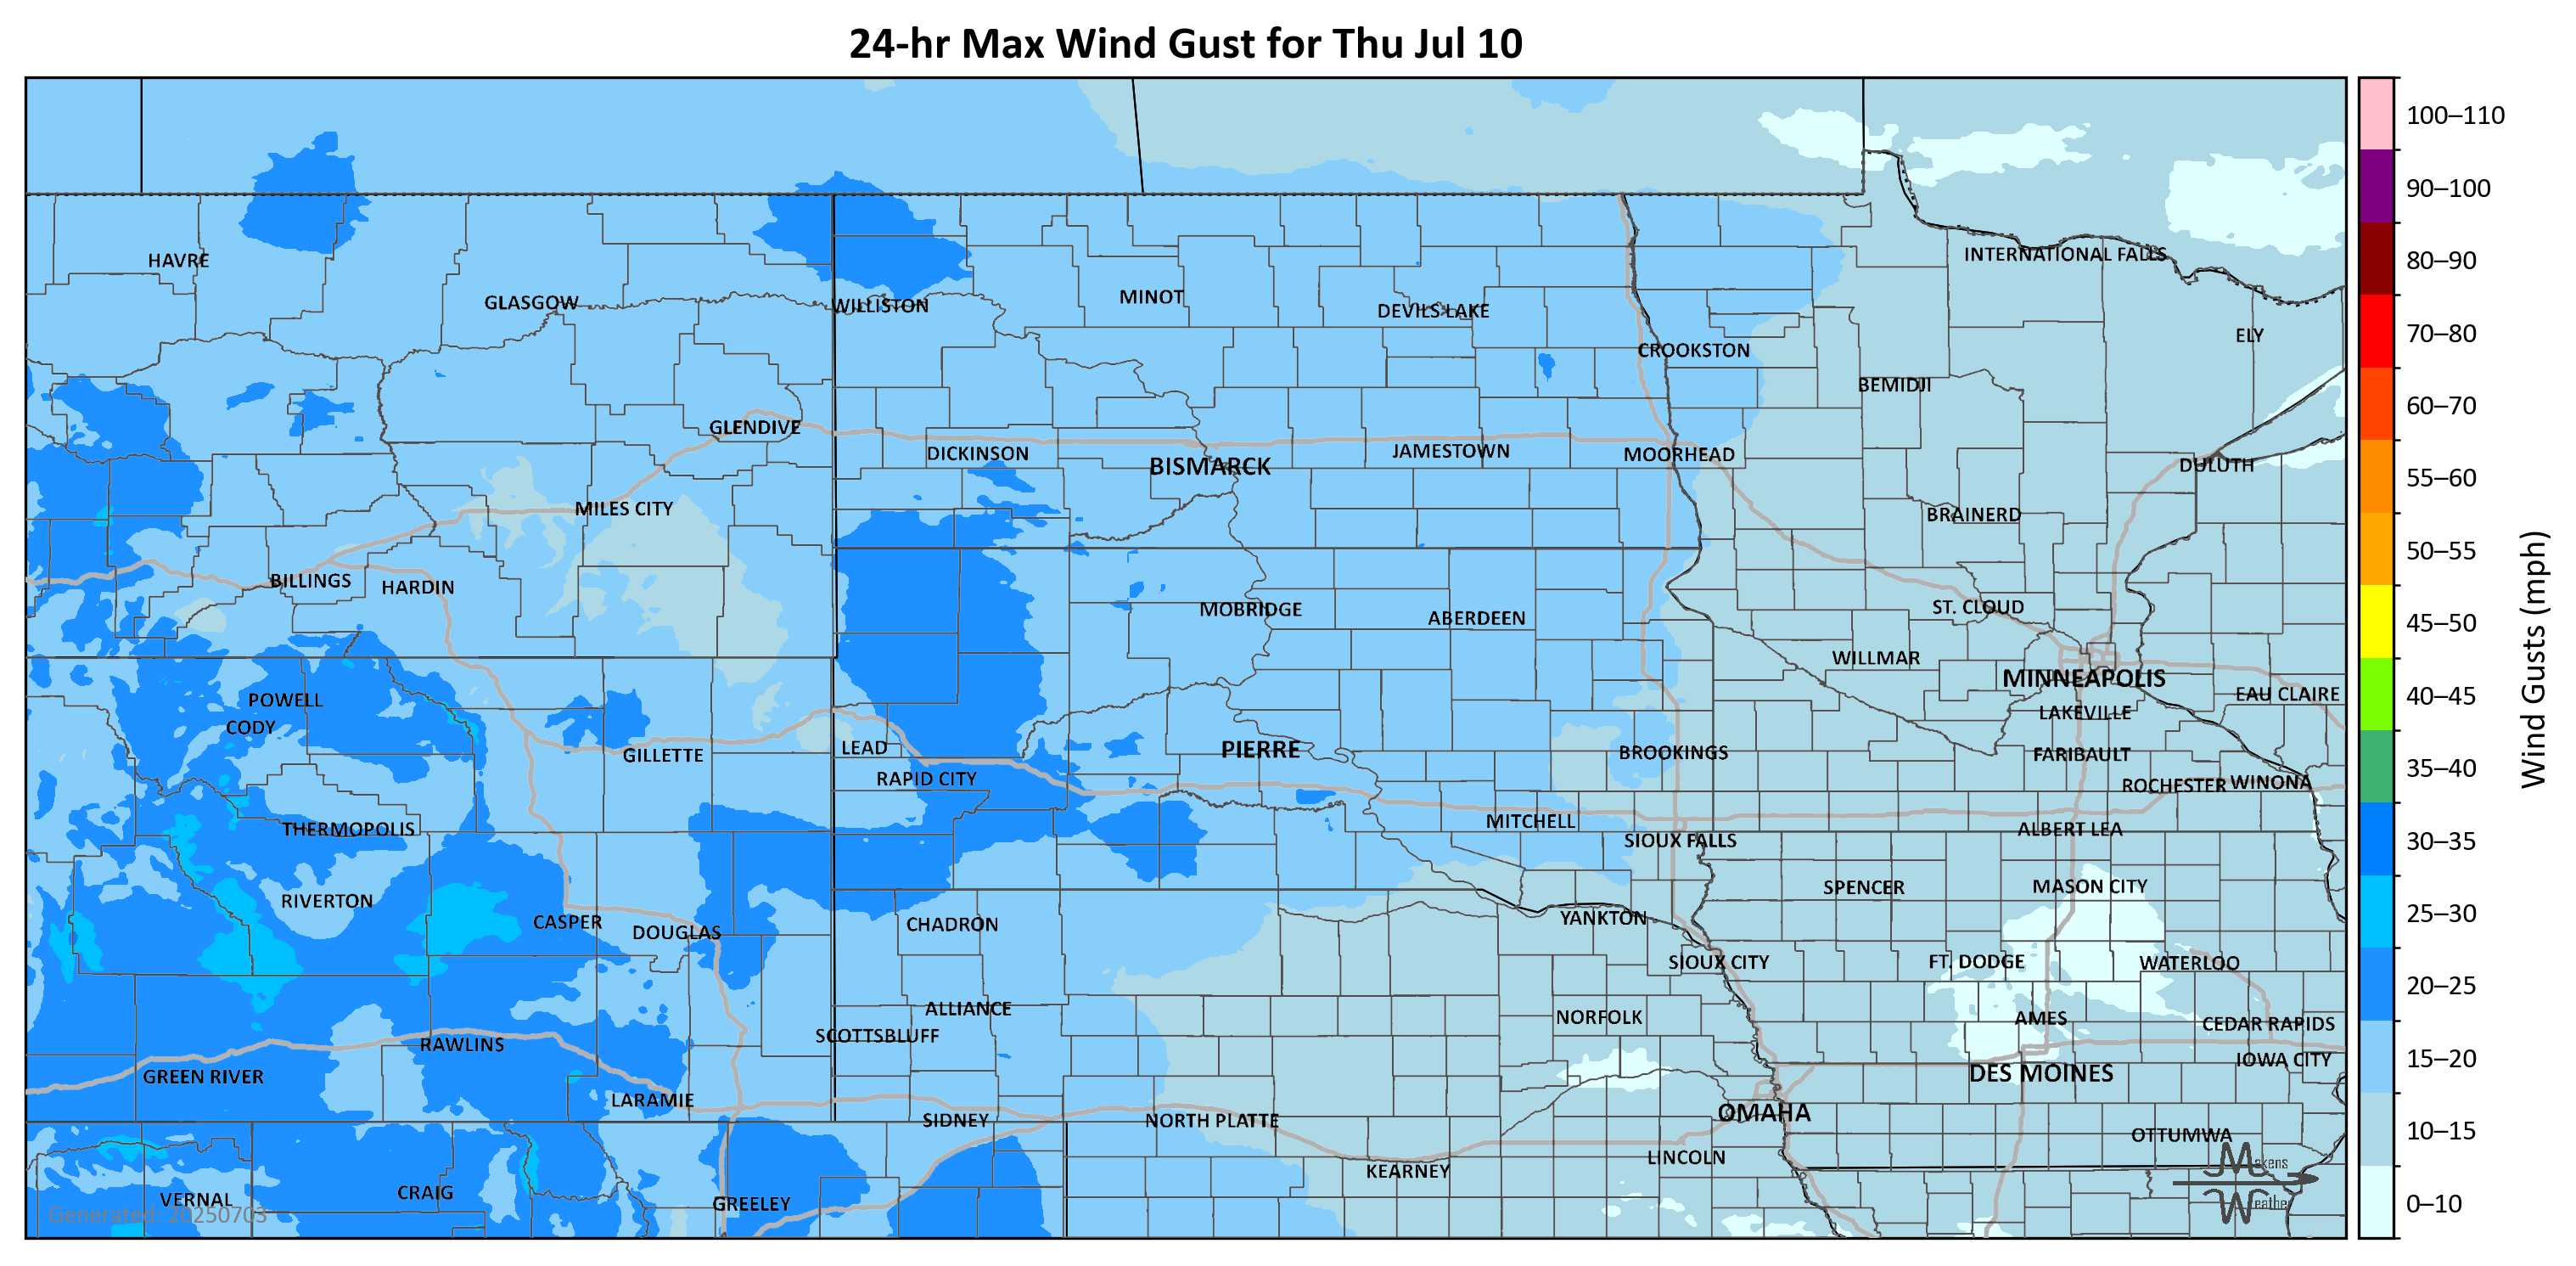 24-hr Max Wind Gust for Thu Jul 10
100–110
90–100
80–90
70–80
60–70
55–60
50–55
45–50
40–45
35–40
30–35
25–30
20–25
15–20
10–15
0–10
Wind Gusts (mph)
HAVRE
INTERNATIONAL FALLS
GLASGOW
WILLISTON
MINOT
DEVILS LAKE
ELY
CROOKSTON
BEMIDJI
GLENDIVE
DICKINSON
BISMARCK
JAMESTOWN
MOORHEAD
DULUTH
MILES CITY
BRAINERD
BILLINGS
HARDIN
MOBRIDGE
ABERDEEN
ST. CLOUD
WILLMAR
MINNEAPOLIS
EAU CLAIRE
POWELL
CODY
LAKEVILLE
GILLETTE
LEAD
PIERRE
BROOKINGS
FARIBAULT
RAPID CITY
ROCHESTER
WINONA
THERMOPOLIS
MITCHELL
SIOUX FALLS
ALBERT LEA
RIVERTON
SPENCER
MASON CITY
CASPER
DOUGLAS
CHADRON
YANKTON
SIOUX CITY
FT. DODGE
WATERLOO
ALLIANCE
NORFOLK
AMES
CEDAR RAPIDS
SCOTTSBLUFF
RAWLINS
IOWA CITY
GREEN RIVER
DES MOINES
LARAMIE
SIDNEY
NORTH PLATTE
OMAHA
OTTUMWA
KEARNEY
LINCOLN
VERNAL
CRAIG
GREELEY
Generated: 20250703
Makens
Weather